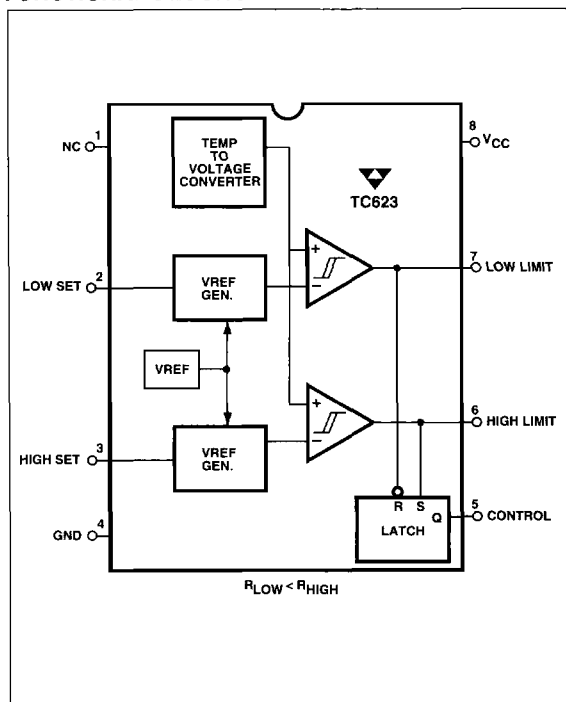 NC 1
TEMP
TO
VOLTAGE
CONVERTER
8 VCC
TC623
LOW SET 2
VREF
GEN.
+
−
7 LOW LIMIT
VREF
HIGH SET 3
VREF
GEN.
+
−
6 HIGH LIMIT
R S
Q
LATCH
5 CONTROL
GND 4
RLOW < RHIGH